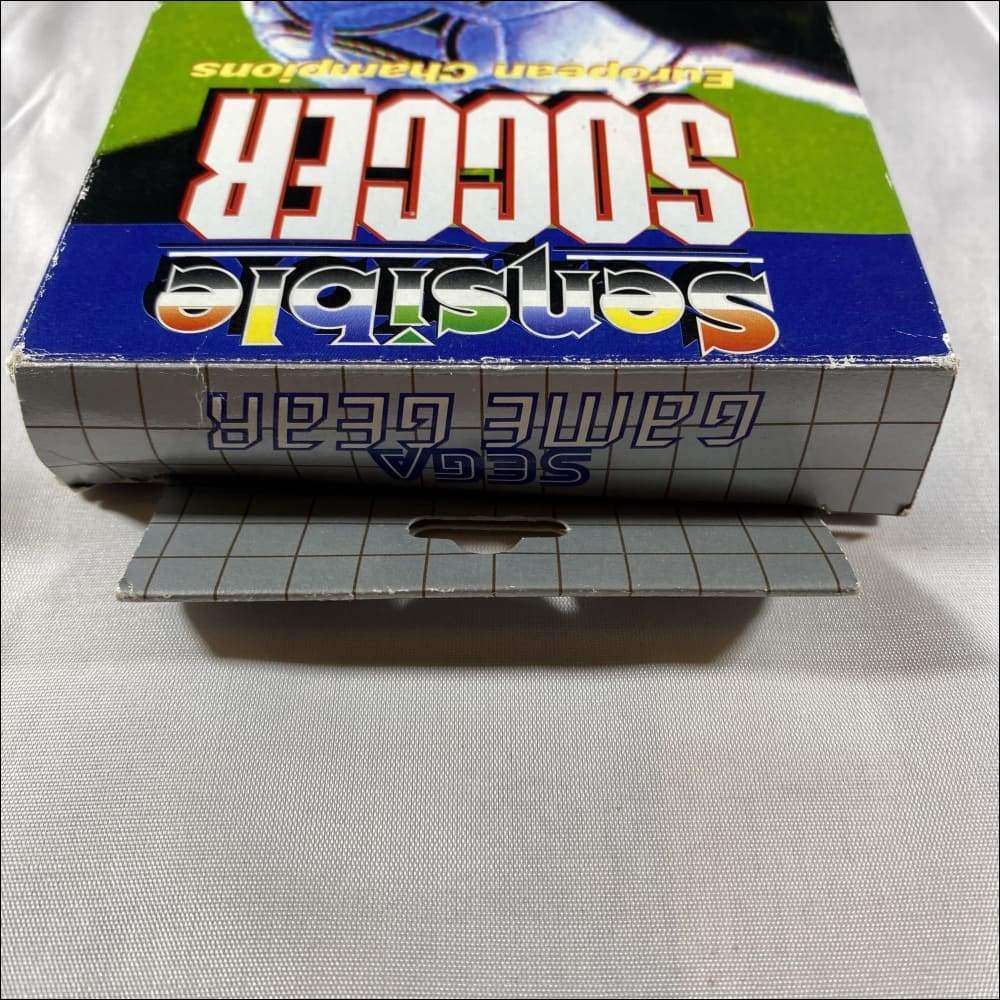 SEGA
GAME GEAR
Sensible
SOCCER
European Champions